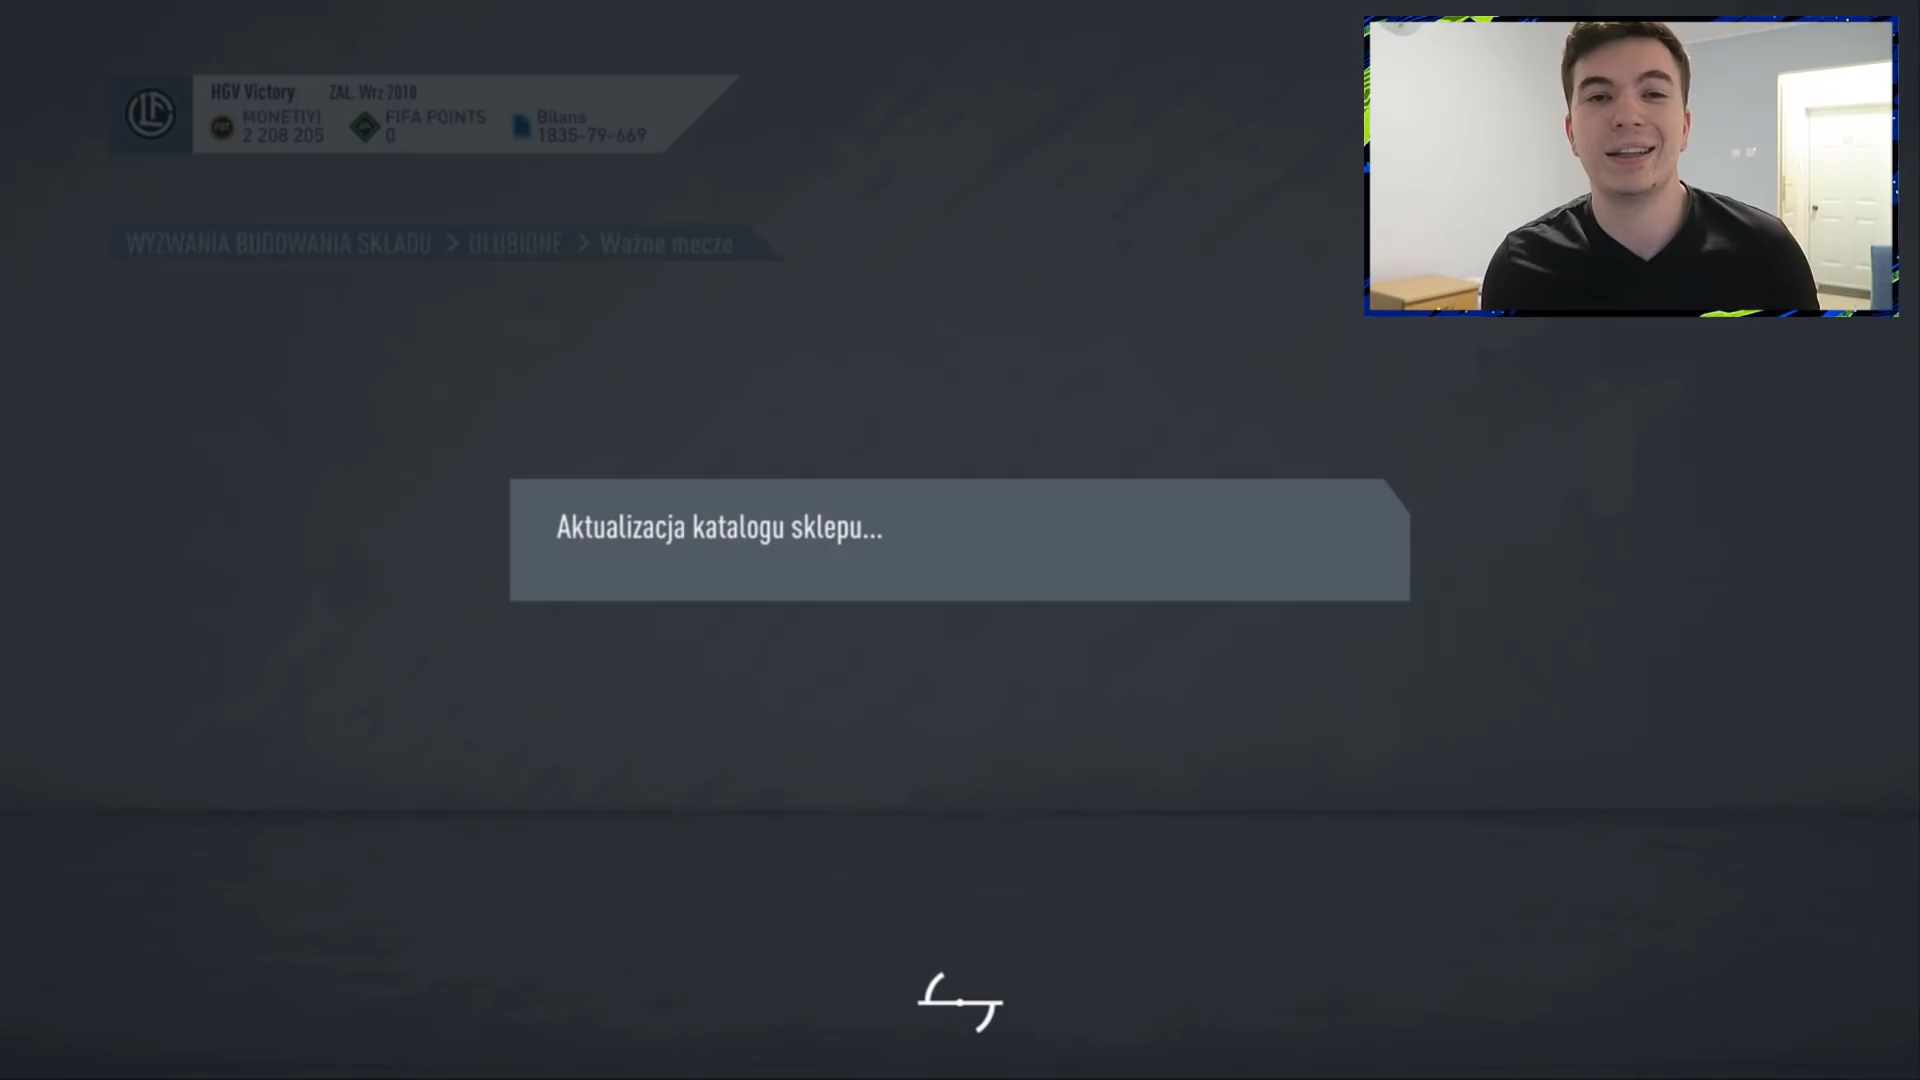 HGV Victory ZAŁ. Wrz 2018
MONET(Y) FIFA POINTS Bilans
2 208 205 0 1835-79-669
WYZWANIA BUDOWANIA SKŁADU > ULUBIONE > Ważne mecze
Aktualizacja katalogu sklepu...